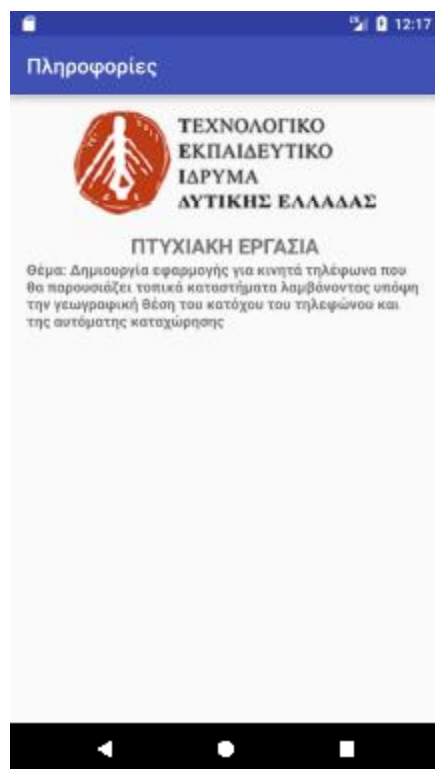 12:17
Πληροφορίες
ΤΕΧΝΟΛΟΓΙΚΟ
ΕΚΠΑΙΔΕΥΤΙΚΟ
ΙΔΡΥΜΑ
ΔΥΤΙΚΗΣ ΕΛΛΑΔΑΣ
ΠΤΥΧΙΑΚΗ ΕΡΓΑΣΙΑ
Θέμα: Δημιουργία εφαρμογής για κινητά τηλέφωνα που
θα παρουσιάζει τοπικά καταστήματα λαμβάνοντας υπόψη
την γεωγραφική θέση του κατόχου του τηλεφώνου και
της αυτόματης καταχώρησης